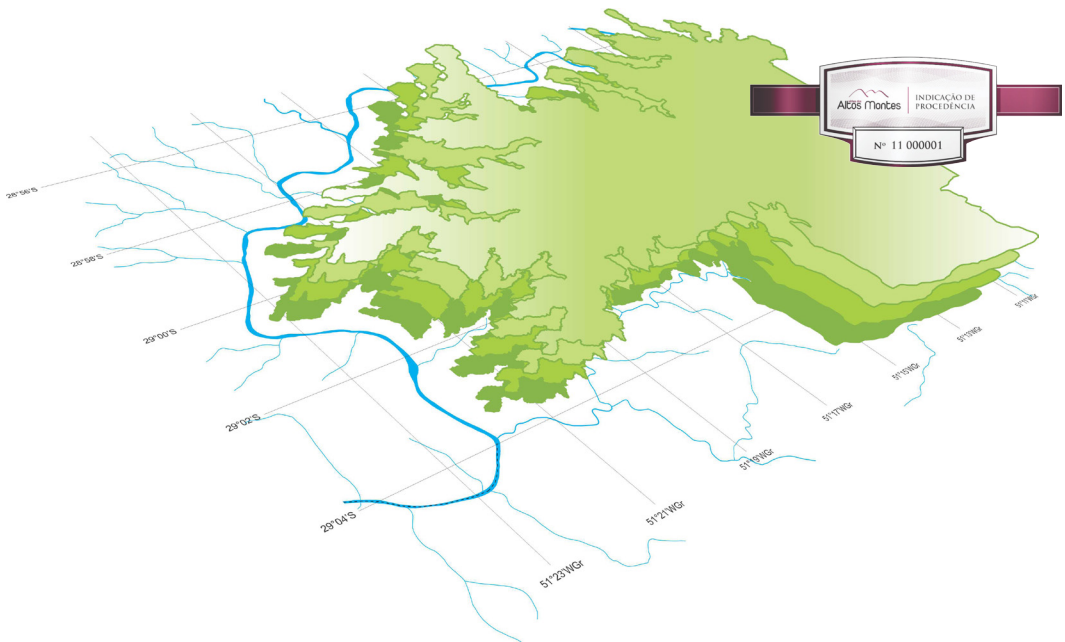 Altos Montes
INDICAÇÃO DE
PROCEDÊNCIA
Nº 11 000001
28°56'S
28°58'S
29°00'S
29°02'S
29°04'S
51°23'WGr
51°21'WGr
51°19'WGr
51°17'WGr
51°15'WGr
51°13'WGr
51°11'WGr